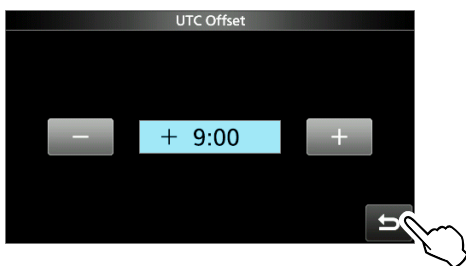 UTC Offset
− + 9:00 +